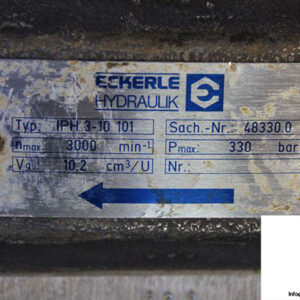 ECKERLE
HYDRAULIK
Typ: IPH 3-10 101 Sach.-Nr.: 48330.0
nmax: 3000 min-1 Pmax: 330 bar
Vg: 10,2 cm³/U Nr.: